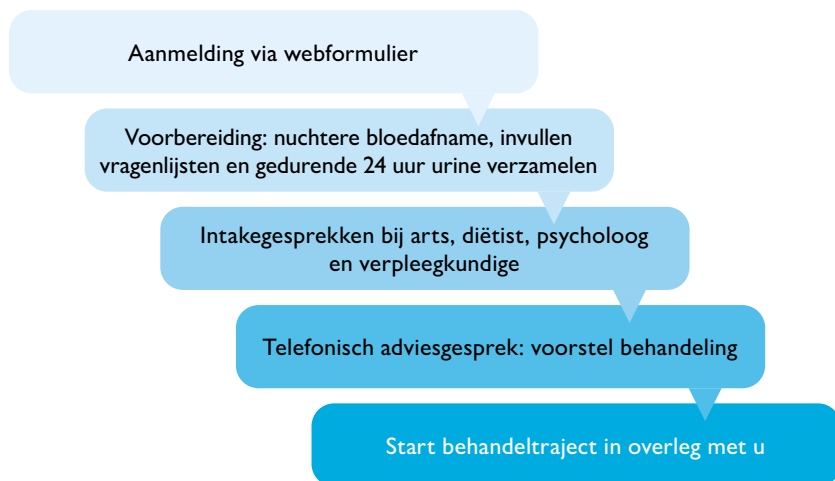 Aanmelding via webformulier
Voorbereiding: nuchtere bloedafname, invullen
vragenlijsten en gedurende 24 uur urine verzamelen
Intakegesprekken bij arts, diëtist, psycholoog
en verpleegkundige
Telefonisch adviesgesprek: voorstel behandeling
Start behandeltraject in overleg met u